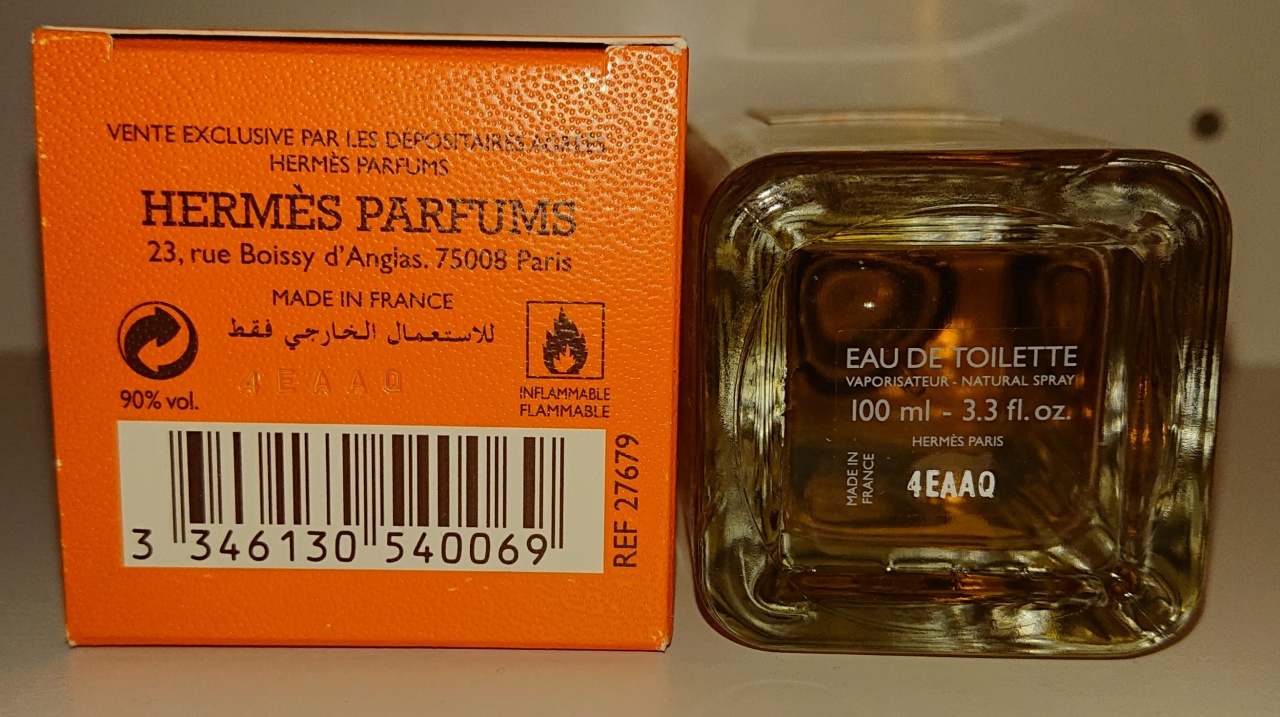 VENTE EXCLUSIVE PAR LES DÉPOSITAIRES AGRÉÉS
HERMÈS PARFUMS
HERMÈS PARFUMS
23, rue Boissy d'Anglas. 75008 Paris
MADE IN FRANCE
للاستعمال الخارجي فقط
90% vol.
4EAAQ
INFLAMMABLE
FLAMMABLE
3 346130 540069
REF 27679
EAU DE TOILETTE
VAPORISATEUR - NATURAL SPRAY
100 ml - 3.3 fl. oz.
HERMÈS PARIS
MADE IN
FRANCE
4EAAQ